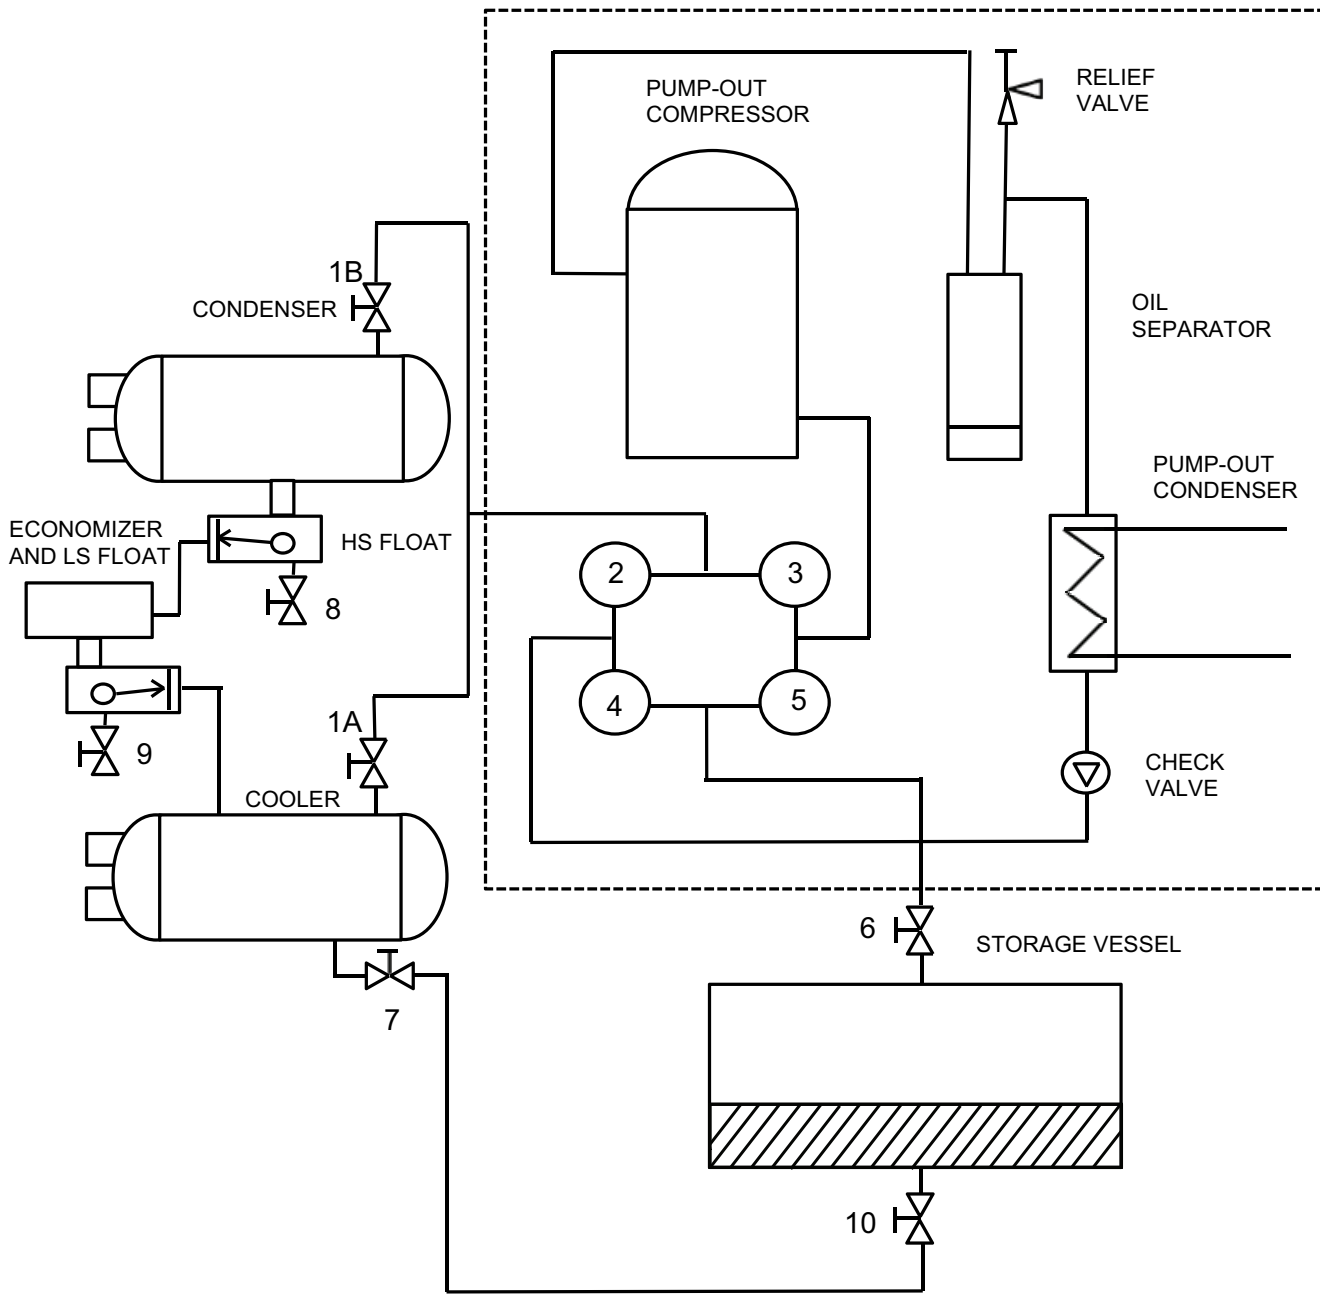 PUMP-OUT
COMPRESSOR
RELIEF
VALVE
1B
CONDENSER
OIL
SEPARATOR
PUMP-OUT
CONDENSER
ECONOMIZER
AND LS FLOAT
HS FLOAT
2
3
8
4
5
1A
9
CHECK
VALVE
COOLER
6
STORAGE VESSEL
7
10